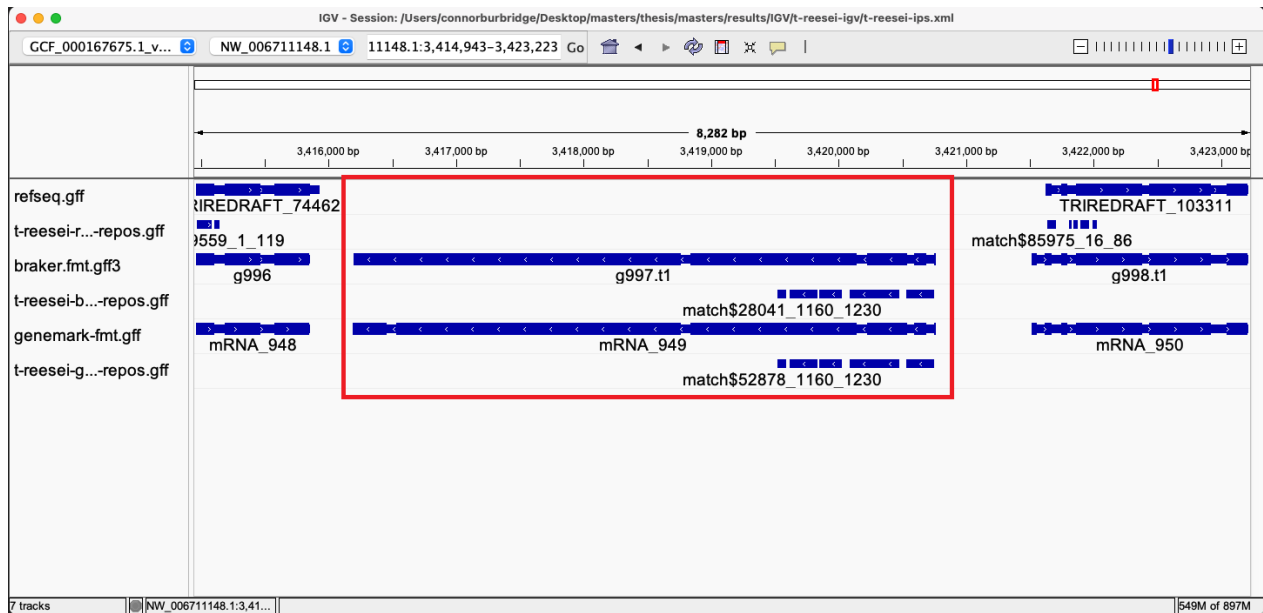 IGV - Session: /Users/connorburbridge/Desktop/masters/thesis/masters/results/IGV/t-reesei-igv/t-reesei-ips.xml
GCF_000167675.1_v... NW_006711148.1 11148.1:3,414,943-3,423,223 Go
8,282 bp
3,416,000 bp 3,417,000 bp 3,418,000 bp 3,419,000 bp 3,420,000 bp 3,421,000 bp 3,422,000 bp 3,423,000 bp
refseq.gff
RIREDRAFT_74462 TRIREDRAFT_103311
t-reesei-r...-repos.gff
9559_1_119 match$85975_16_86
braker.fmt.gff3
g996 g997.t1 g998.t1
t-reesei-b...-repos.gff
match$28041_1160_1230
genemark-fmt.gff
mRNA_948 mRNA_949 mRNA_950
t-reesei-g...-repos.gff
match$52878_1160_1230
7 tracks NW_006711148.1:3,41... 549M of 897M